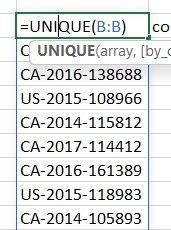 =UNIQUE(B:B) co
UNIQUE(array, [by_c
CA-2016-138688
US-2015-108966
CA-2014-115812
CA-2017-114412
CA-2016-161389
US-2015-118983
CA-2014-105893